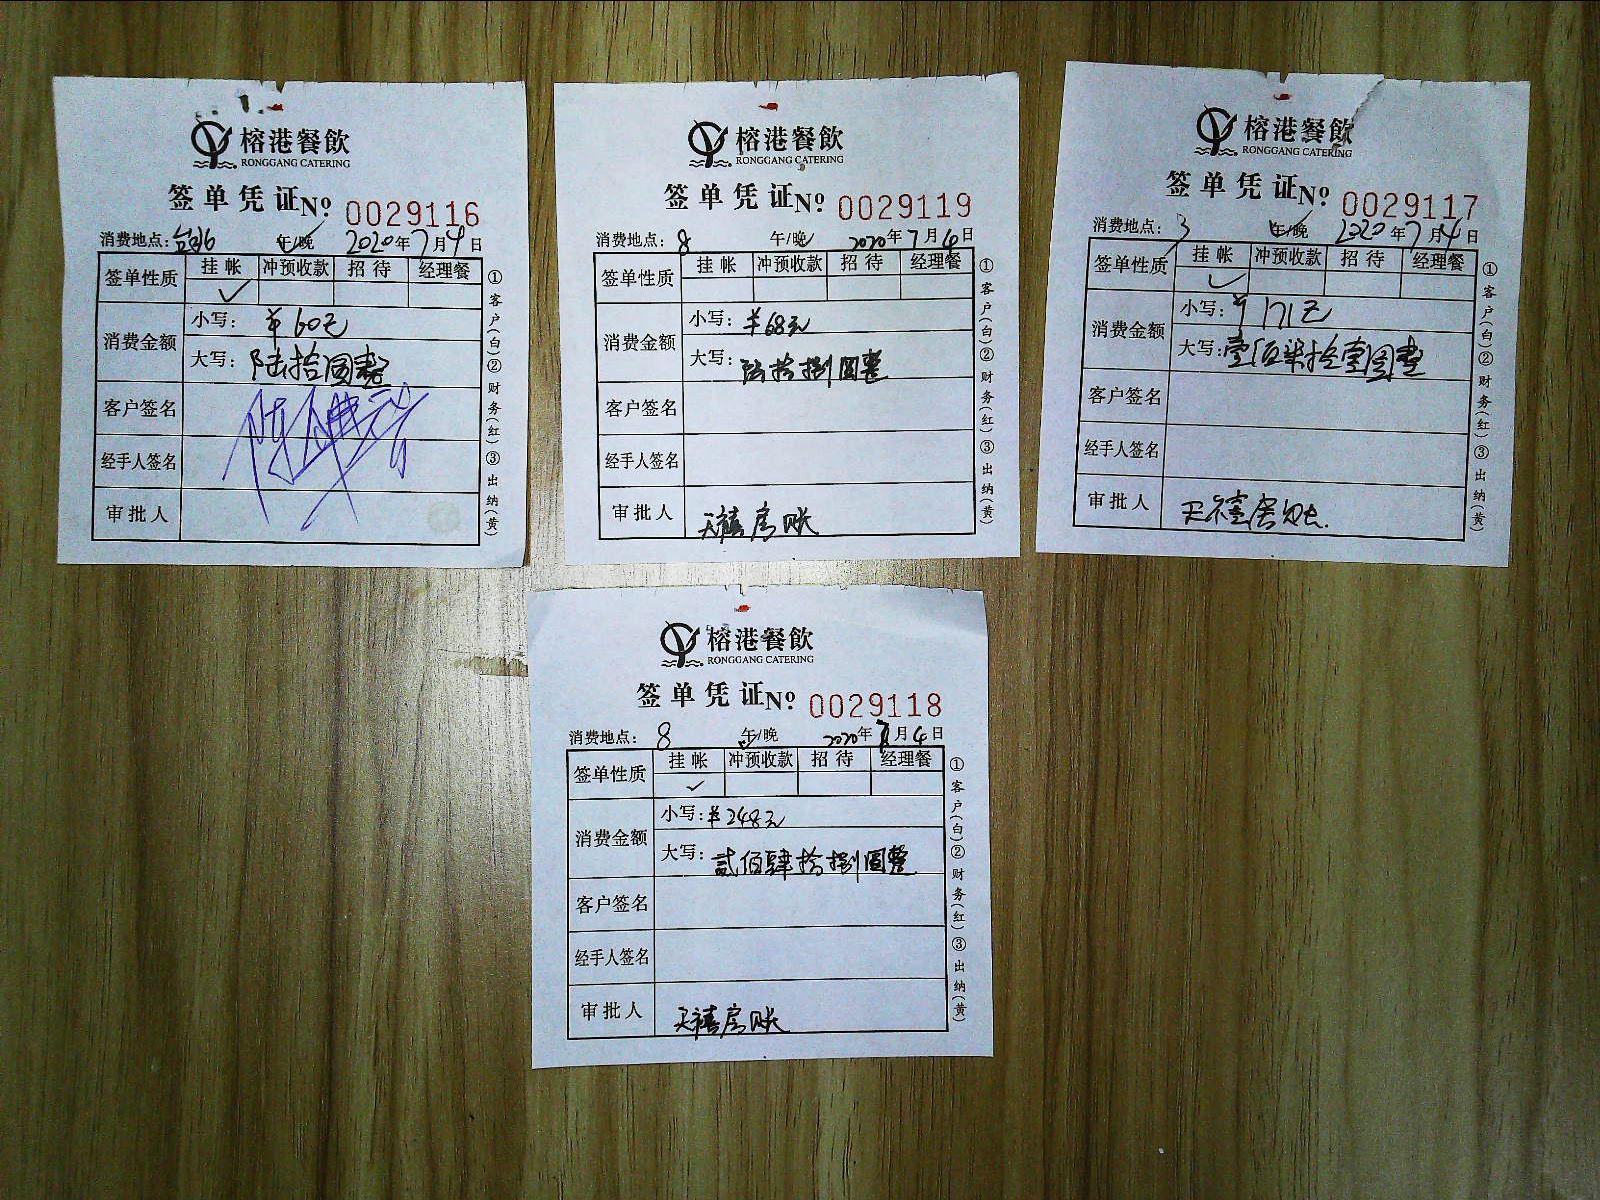 榕港餐飲
RONGGANG CATERING
签单凭证 No 0029116
消费地点: 午/晚 2020年7月4日
签单性质 挂帐 冲预收款 招待 经理餐
✓
消费金额 小写: ¥60元
大写: 陆拾圆整
客户签名
经手人签名
审批人
①客户(白)②财务(红)③出纳(黄)
榕港餐飲
RONGGANG CATERING
签单凭证 No 0029119
消费地点: 8 午/晚 2020年7月4日
签单性质 挂帐 冲预收款 招待 经理餐
消费金额 小写: ¥68元
大写: 陆拾捌圆整
客户签名
经手人签名
审批人 天禧房账
①客户(白)②财务(红)③出纳(黄)
榕港餐飲
RONGGANG CATERING
签单凭证 No 0029117
消费地点: 3 午/晚 2020年7月4日
签单性质 挂帐 冲预收款 招待 经理餐
✓
消费金额 小写: ¥171元
大写: 壹佰柒拾壹圆整
客户签名
经手人签名
审批人 天禧房账
①客户(白)②财务(红)③出纳(黄)
榕港餐飲
RONGGANG CATERING
签单凭证 No 0029118
消费地点: 8 午/晚 2020年7月4日
签单性质 挂帐 冲预收款 招待 经理餐
✓
消费金额 小写: ¥248元
大写: 贰佰肆拾捌圆整
客户签名
经手人签名
审批人 天禧房账
①客户(白)②财务(红)③出纳(黄)